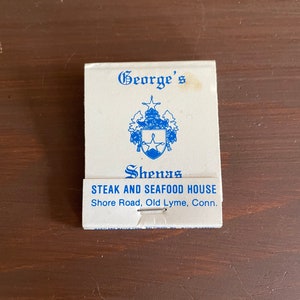 George's
Shenas
STEAK AND SEAFOOD HOUSE
Shore Road, Old Lyme, Conn.